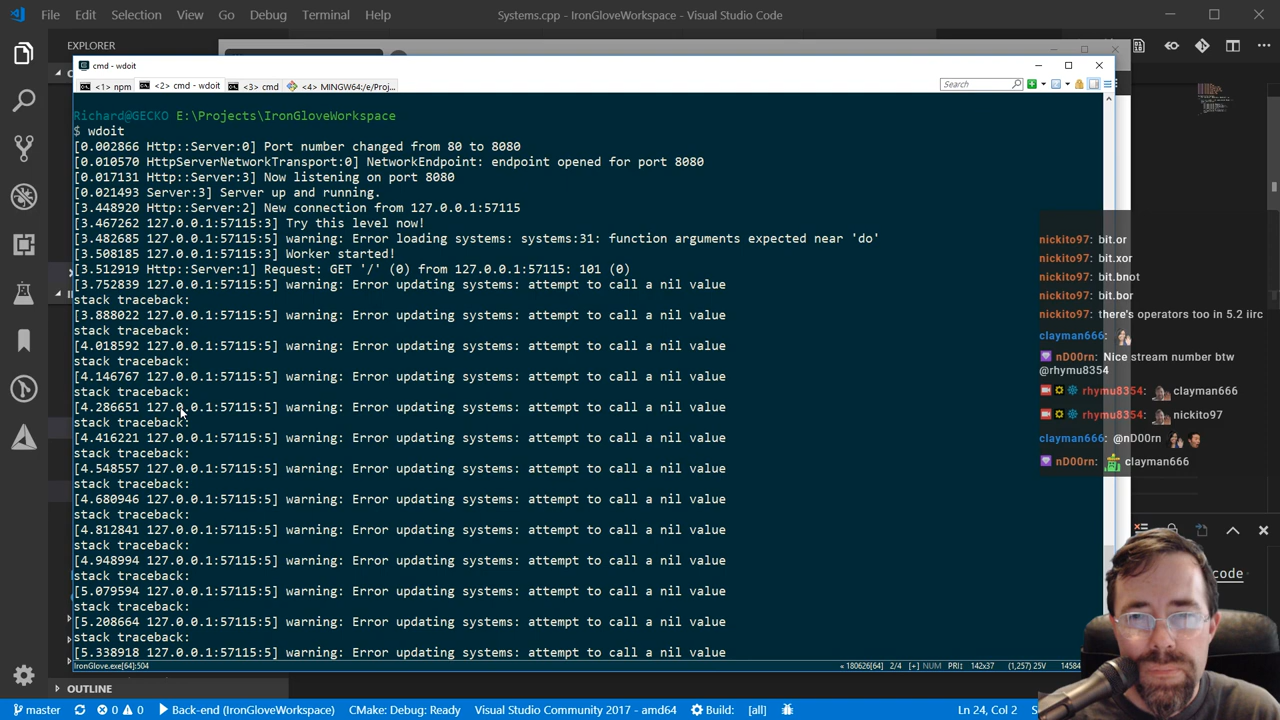 File Edit Selection View Go Debug Terminal Help
Systems.cpp - IronGloveWorkspace - Visual Studio Code
EXPLORER
cmd - wdoit
<1> npm
<2> cmd - wdoit
<3> cmd
<4> MINGW64:/e/Proj...
Search
Richard@GECKO E:\Projects\IronGloveWorkspace
$ wdoit
[0.002866 Http::Server:0] Port number changed from 80 to 8080
[0.010570 HttpServerNetworkTransport:0] NetworkEndpoint: endpoint opened for port 8080
[0.017131 Http::Server:3] Now listening on port 8080
[0.021493 Server:3] Server up and running.
[3.448920 Http::Server:2] New connection from 127.0.0.1:57115
[3.467262 127.0.0.1:57115:3] Try this level now!
[3.482685 127.0.0.1:57115:5] warning: Error loading systems: systems:31: function arguments expected near 'do'
[3.508185 127.0.0.1:57115:3] Worker started!
[3.512919 Http::Server:1] Request: GET '/' (0) from 127.0.0.1:57115: 101 (0)
[3.752839 127.0.0.1:57115:5] warning: Error updating systems: attempt to call a nil value
stack traceback:
[3.888022 127.0.0.1:57115:5] warning: Error updating systems: attempt to call a nil value
stack traceback:
[4.018592 127.0.0.1:57115:5] warning: Error updating systems: attempt to call a nil value
stack traceback:
[4.146767 127.0.0.1:57115:5] warning: Error updating systems: attempt to call a nil value
stack traceback:
[4.286651 127.0.0.1:57115:5] warning: Error updating systems: attempt to call a nil value
stack traceback:
[4.416221 127.0.0.1:57115:5] warning: Error updating systems: attempt to call a nil value
stack traceback:
[4.548557 127.0.0.1:57115:5] warning: Error updating systems: attempt to call a nil value
stack traceback:
[4.680946 127.0.0.1:57115:5] warning: Error updating systems: attempt to call a nil value
stack traceback:
[4.812841 127.0.0.1:57115:5] warning: Error updating systems: attempt to call a nil value
stack traceback:
[4.948994 127.0.0.1:57115:5] warning: Error updating systems: attempt to call a nil value
stack traceback:
[5.079594 127.0.0.1:57115:5] warning: Error updating systems: attempt to call a nil value
stack traceback:
[5.208664 127.0.0.1:57115:5] warning: Error updating systems: attempt to call a nil value
stack traceback:
[5.338918 127.0.0.1:57115:5] warning: Error updating systems: attempt to call a nil value
IronGlove.exe[64]:504
« 180626[64] 2/4 [+] NUM PRI: 142x37 (1,257) 25V 14584
nickito97: bit.or
nickito97: bit.xor
nickito97: bit.bnot
nickito97: bit.bor
nickito97: there's operators too in 5.2 iirc
clayman666:
nD00rn: Nice stream number btw
@rhymu8354
rhymu8354: clayman666
rhymu8354: nickito97
clayman666: @nD00rn
nD00rn: clayman666
code
OUTLINE
master 0 0 Back-end (IronGloveWorkspace) CMake: Debug: Ready Visual Studio Community 2017 - amd64 Build: [all] Ln 24, Col 2